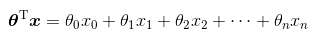 𝜽ᵀ𝒙 = θ₀x₀ + θ₁x₁ + θ₂x₂ + ⋯ + θₙxₙ